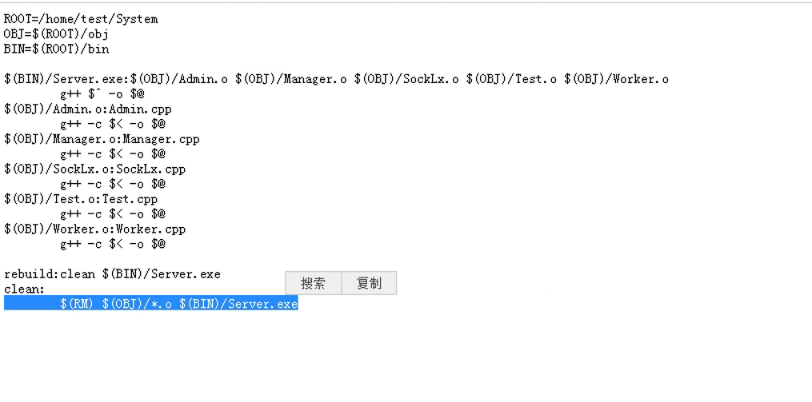 ROOT=/home/test/System
OBJ=$(ROOT)/obj
BIN=$(ROOT)/bin
$(BIN)/Server.exe:$(OBJ)/Admin.o $(OBJ)/Manager.o $(OBJ)/SockLx.o $(OBJ)/Test.o $(OBJ)/Worker.o
g++ $^ -o $@
$(OBJ)/Admin.o:Admin.cpp
g++ -c $< -o $@
$(OBJ)/Manager.o:Manager.cpp
g++ -c $< -o $@
$(OBJ)/SockLx.o:SockLx.cpp
g++ -c $< -o $@
$(OBJ)/Test.o:Test.cpp
g++ -c $< -o $@
$(OBJ)/Worker.o:Worker.cpp
g++ -c $< -o $@
rebuild:clean $(BIN)/Server.exe
clean:
搜索 复制
$(RM) $(OBJ)/*.o $(BIN)/Server.exe